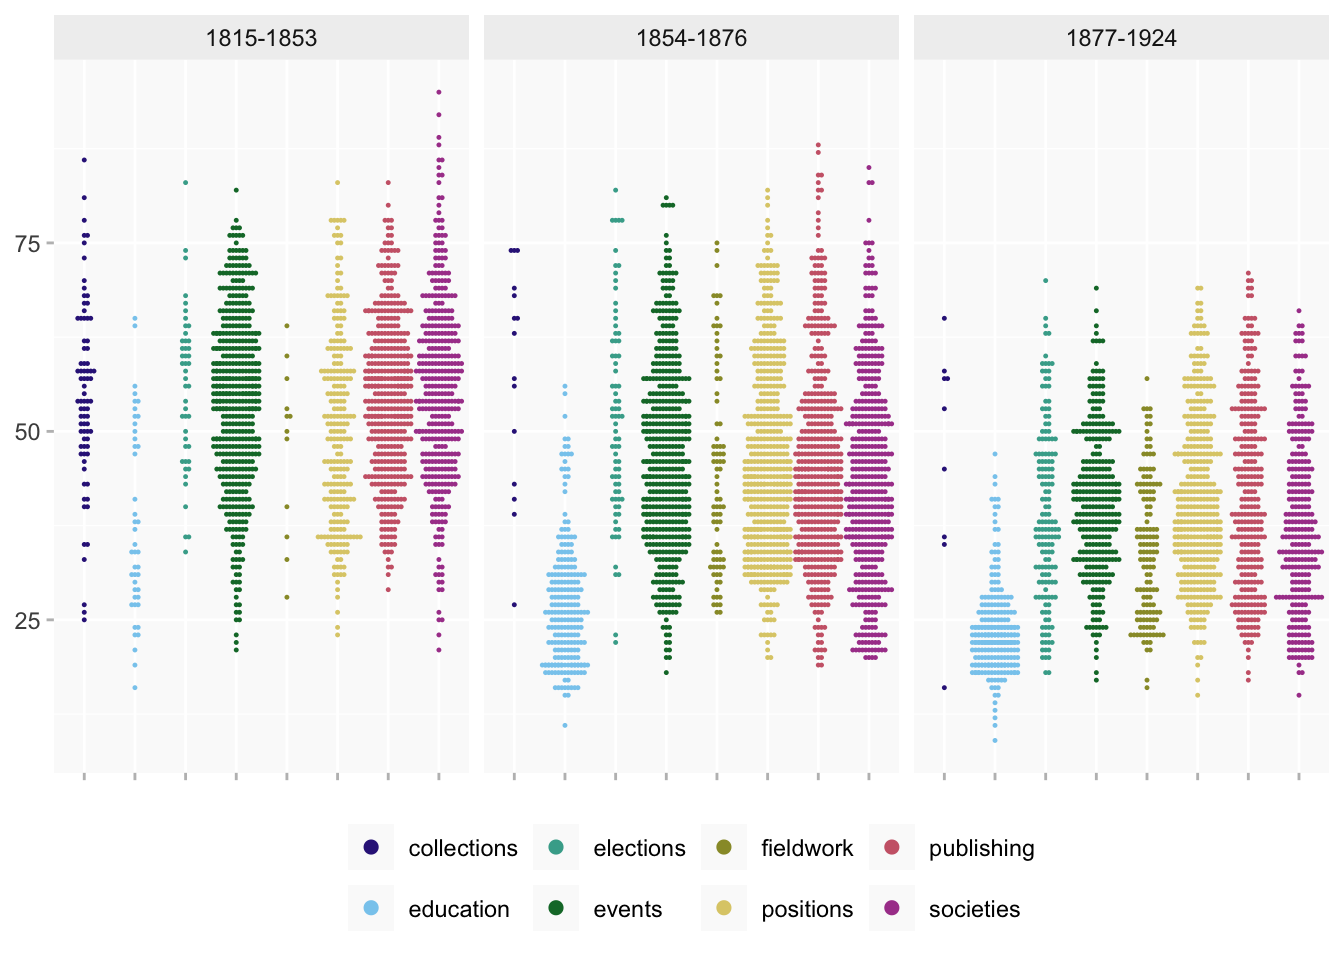 1815-1853 1854-1876 1877-1924
75
50
25
collections elections fieldwork publishing
education events positions societies